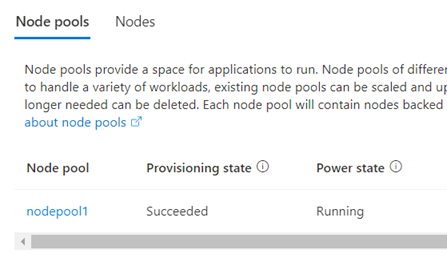 Node pools Nodes
Node pools provide a space for applications to run. Node pools of
to handle a variety of workloads, existing node pools can be scaled and
longer needed can be deleted. Each node pool will contain nodes backed
about node pools
Node pool Provisioning state Power state
nodepool1 Succeeded Running